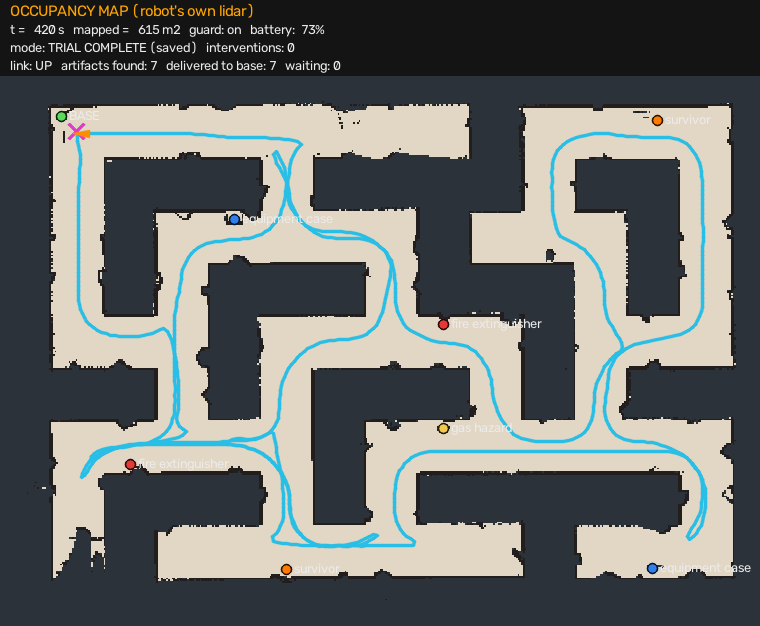 OCCUPANCY MAP (robot's own lidar)
t = 420 s mapped = 615 m2 guard: on battery: 73%
mode: TRIAL COMPLETE (saved) interventions: 0
link: UP artifacts found: 7 delivered to base: 7 waiting: 0
BASE
survivor
equipment case
fire extinguisher
gas hazard
fire extinguisher
survivor
equipment case